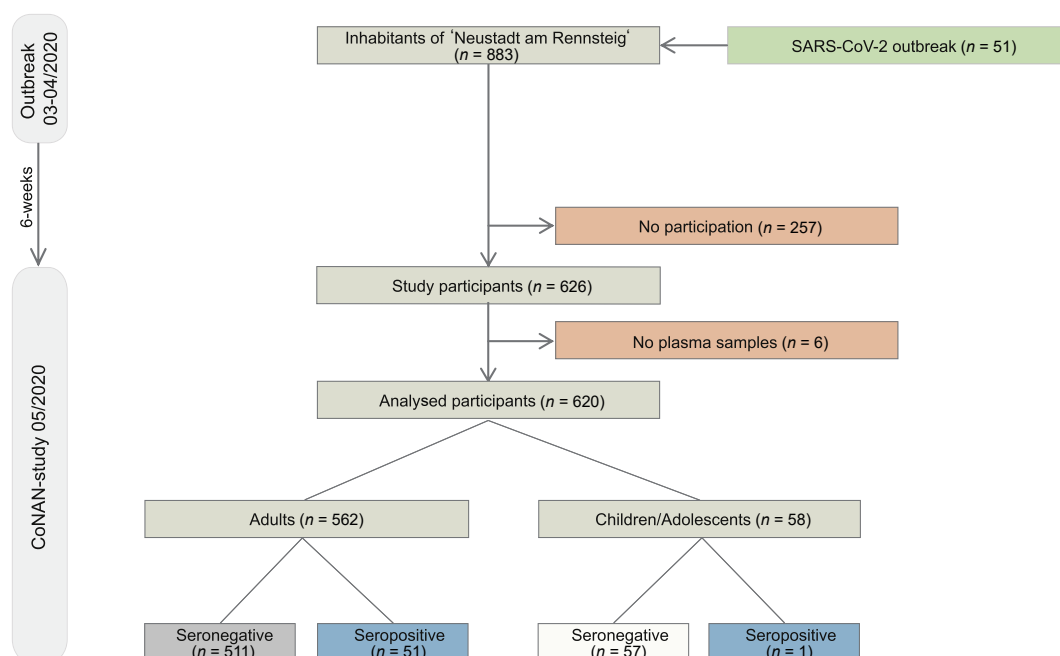 Outbreak
03-04/2020
6-weeks
CoNAN-study 05/2020
Inhabitants of ‘Neustadt am Rennsteig‘
(n = 883)
SARS-CoV-2 outbreak (n = 51)
No participation (n = 257)
Study participants (n = 626)
No plasma samples (n = 6)
Analysed participants (n = 620)
Adults (n = 562)
Children/Adolescents (n = 58)
Seronegative
(n = 511)
Seropositive
(n = 51)
Seronegative
(n = 57)
Seropositive
(n = 1)